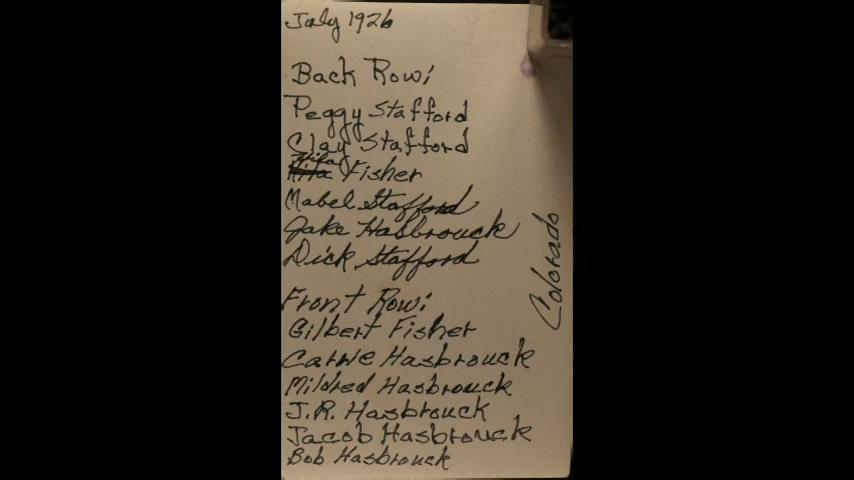 July 1926
Back Row:
Peggy Stafford
Clay Stafford
Fisher
Mabel Stafford
Jake Hasbrouck
Dick Stafford
Front Row:
Gilbert Fisher
Carrie Hasbrouck
Mildred Hasbrouck
J.R. Hasbrouck
Jacob Hasbrouck
Bob Hasbrouck
Colorado